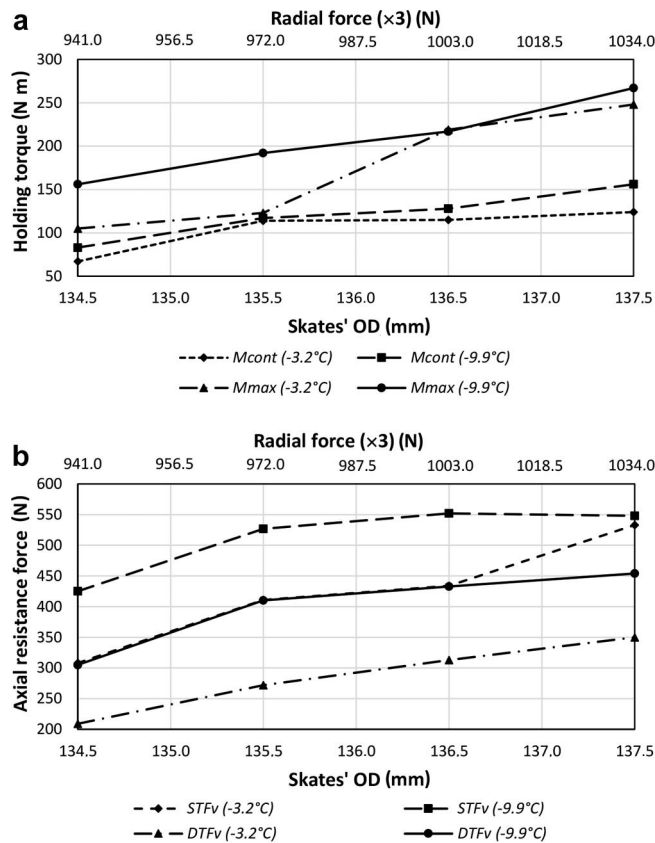 a
Radial force (×3) (N)
941.0 956.5 972.0 987.5 1003.0 1018.5 1034.0
Holding torque (N m)
300
250
200
150
100
50
134.5 135.0 135.5 136.0 136.5 137.0 137.5
Skates' OD (mm)
Mcont (-3.2°C) Mcont (-9.9°C)
Mmax (-3.2°C) Mmax (-9.9°C)
b
Radial force (×3) (N)
941.0 956.5 972.0 987.5 1003.0 1018.5 1034.0
Axial resistance force (N)
600
550
500
450
400
350
300
250
200
134.5 135.0 135.5 136.0 136.5 137.0 137.5
Skates' OD (mm)
STFv (-3.2°C) STFv (-9.9°C)
DTFv (-3.2°C) DTFv (-9.9°C)